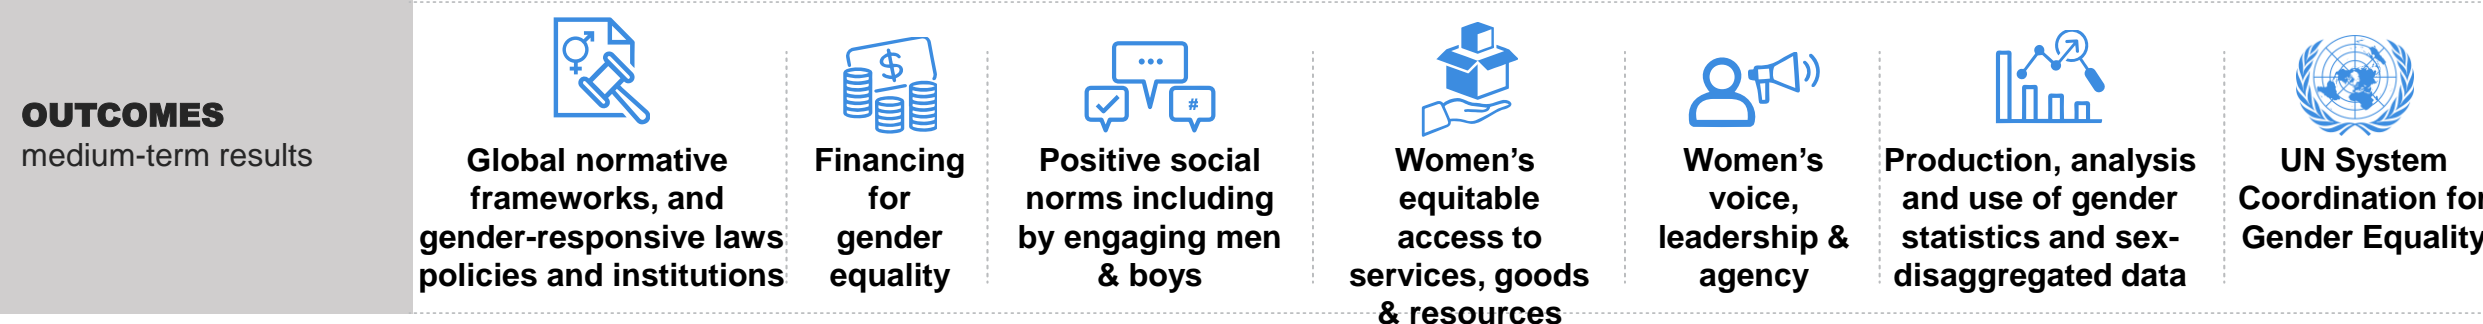 OUTCOMES
medium-term results
$
#
Global normative
frameworks, and
gender-responsive laws
policies and institutions
Financing
for
gender
equality
Positive social
norms including
by engaging men
& boys
Women's
equitable
access to
services, goods
& resources
Women's
voice,
leadership &
agency
Production, analysis
and use of gender
statistics and sex-
disaggregated data
UN System
Coordination for
Gender Equality